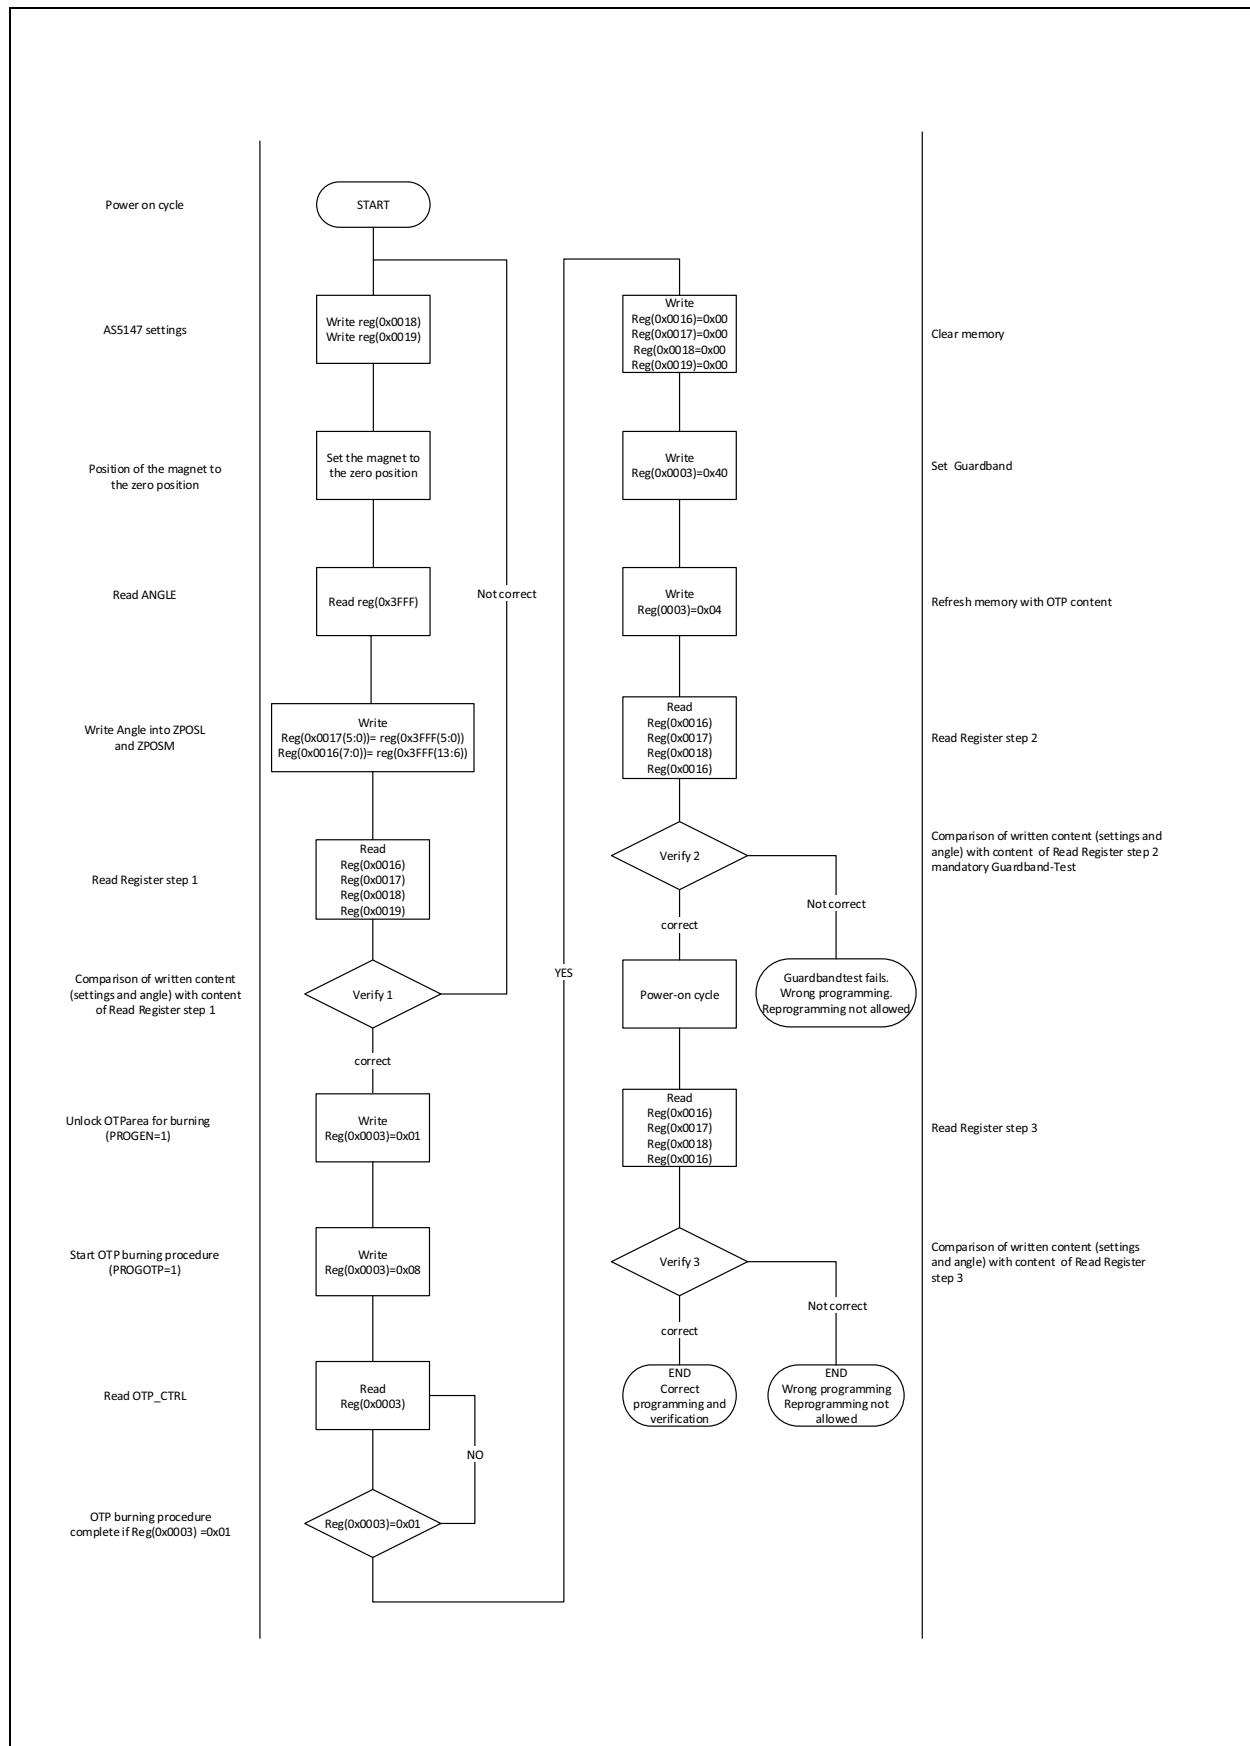 Power on cycle
START
AS5147 settings
Write reg(0x0018)
Write reg(0x0019)
Position of the magnet to
the zero position
Set the magnet to
the zero position
Read ANGLE
Read reg(0x3FFF)
Not correct
Write Angle into ZPOSL
and ZPOSM
Write
Reg(0x0017(5:0))= reg(0x3FFF(5:0))
Reg(0x0016(7:0))= reg(0x3FFF(13:6))
Read Register step 1
Read
Reg(0x0016)
Reg(0x0017)
Reg(0x0018)
Reg(0x0019)
Comparison of written content
(settings and angle) with content
of Read Register step 1
Verify 1
correct
Unlock OTParea for burning
(PROGEN=1)
Write
Reg(0x0003)=0x01
Start OTP burning procedure
(PROGOTP=1)
Write
Reg(0x0003)=0x08
Read OTP_CTRL
Read
Reg(0x0003)
NO
OTP burning procedure
complete if Reg(0x0003) =0x01
Reg(0x0003)=0x01
YES
Write
Reg(0x0016)=0x00
Reg(0x0017)=0x00
Reg(0x0018=0x00
Reg(0x0019)=0x00
Clear memory
Write
Reg(0x0003)=0x40
Set Guardband
Write
Reg(0003)=0x04
Refresh memory with OTP content
Read
Reg(0x0016)
Reg(0x0017)
Reg(0x0018)
Reg(0x0016)
Read Register step 2
Verify 2
Comparison of written content (settings and
angle) with content of Read Register step 2
mandatory Guardband-Test
Not correct
correct
Guardbandtest fails.
Wrong programming.
Reprogramming not allowed
Power-on cycle
Read
Reg(0x0016)
Reg(0x0017)
Reg(0x0018)
Reg(0x0016)
Read Register step 3
Verify 3
Comparison of written content (settings
and angle) with content of Read Register
step 3
Not correct
correct
END
Correct
programming and
verification
END
Wrong programming
Reprogramming not
allowed